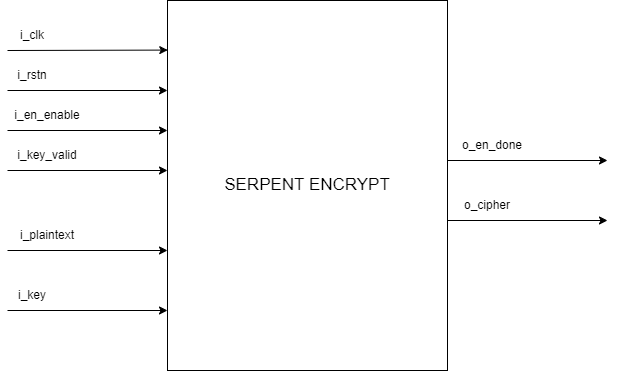 i_clk
i_rstn
i_en_enable
i_key_valid
i_plaintext
i_key
SERPENT ENCRYPT
o_en_done
o_cipher